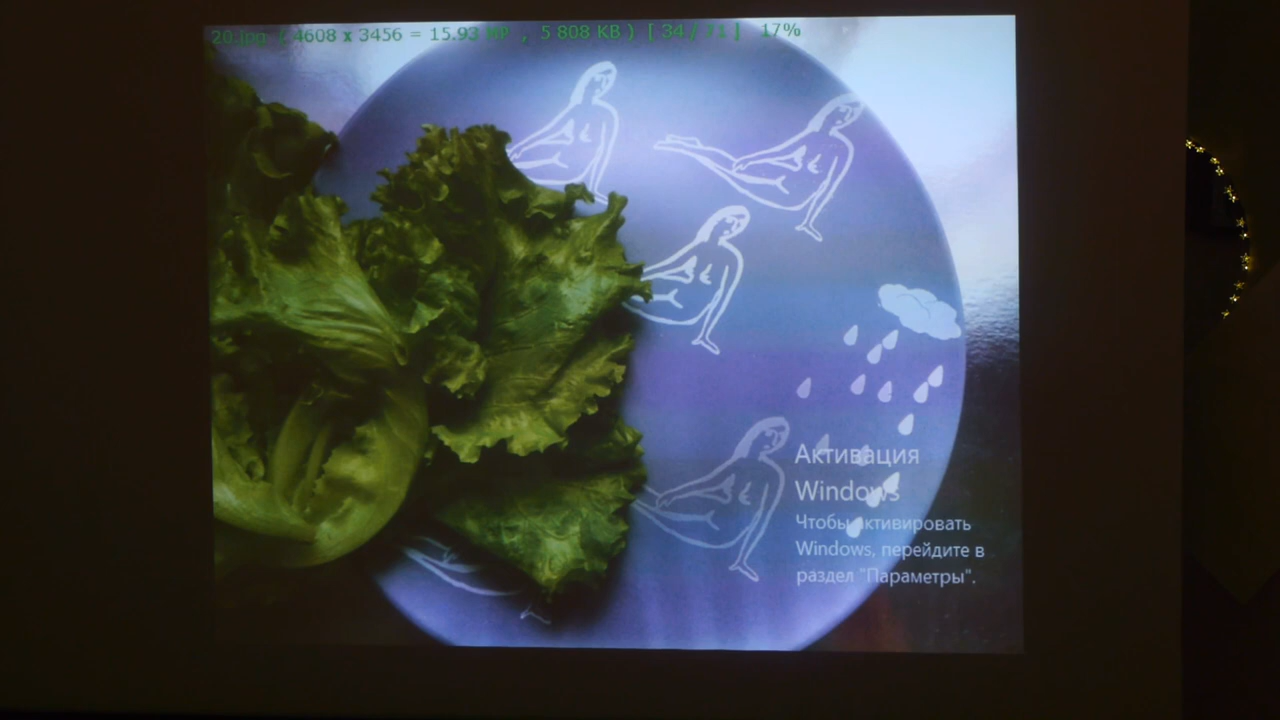 20.jpg ( 4608 x 3456 = 15.93 MP , 5 808 KB ) [ 34 / 71 ] 17%
Активация
Windows
Чтобы активировать
Windows, перейдите в
раздел "Параметры".